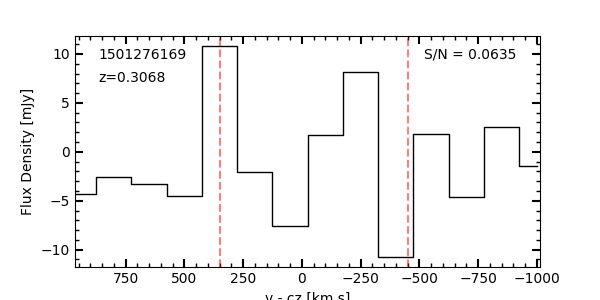 1501276169
S/N = 0.0635
z=0.3068
Flux Density [mJy]
10
5
0
−5
−10
750 500 250 0 −250 −500 −750 −1000
v - cz [km s]